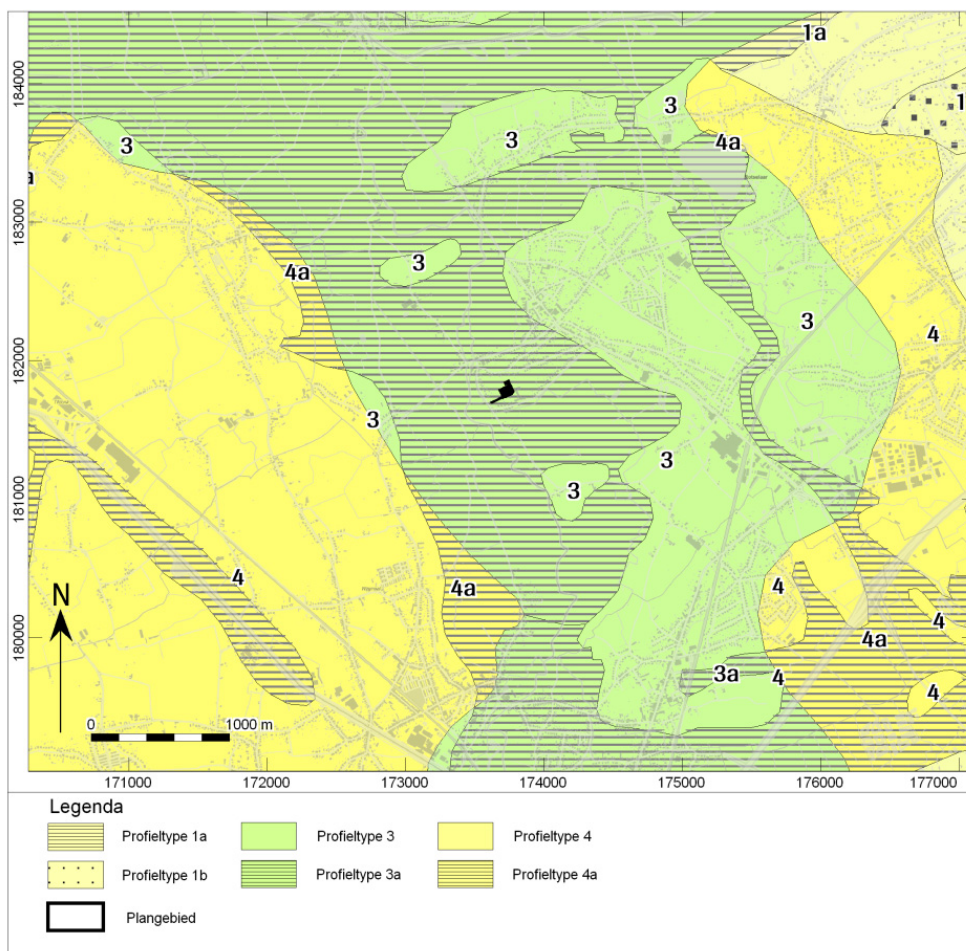 1a
184000
1
3
3
3
4a
a
183000
4a
3
3
4
182000
3
3
3
181000
4
4a
4
4
180000
4a
N
3a
4
4
0
1000 m
171000
172000
173000
174000
175000
176000
177000
Legenda
Profieltype 1a
Profieltype 3
Profieltype 4
Profieltype 1b
Profieltype 3a
Profieltype 4a
Plangebied